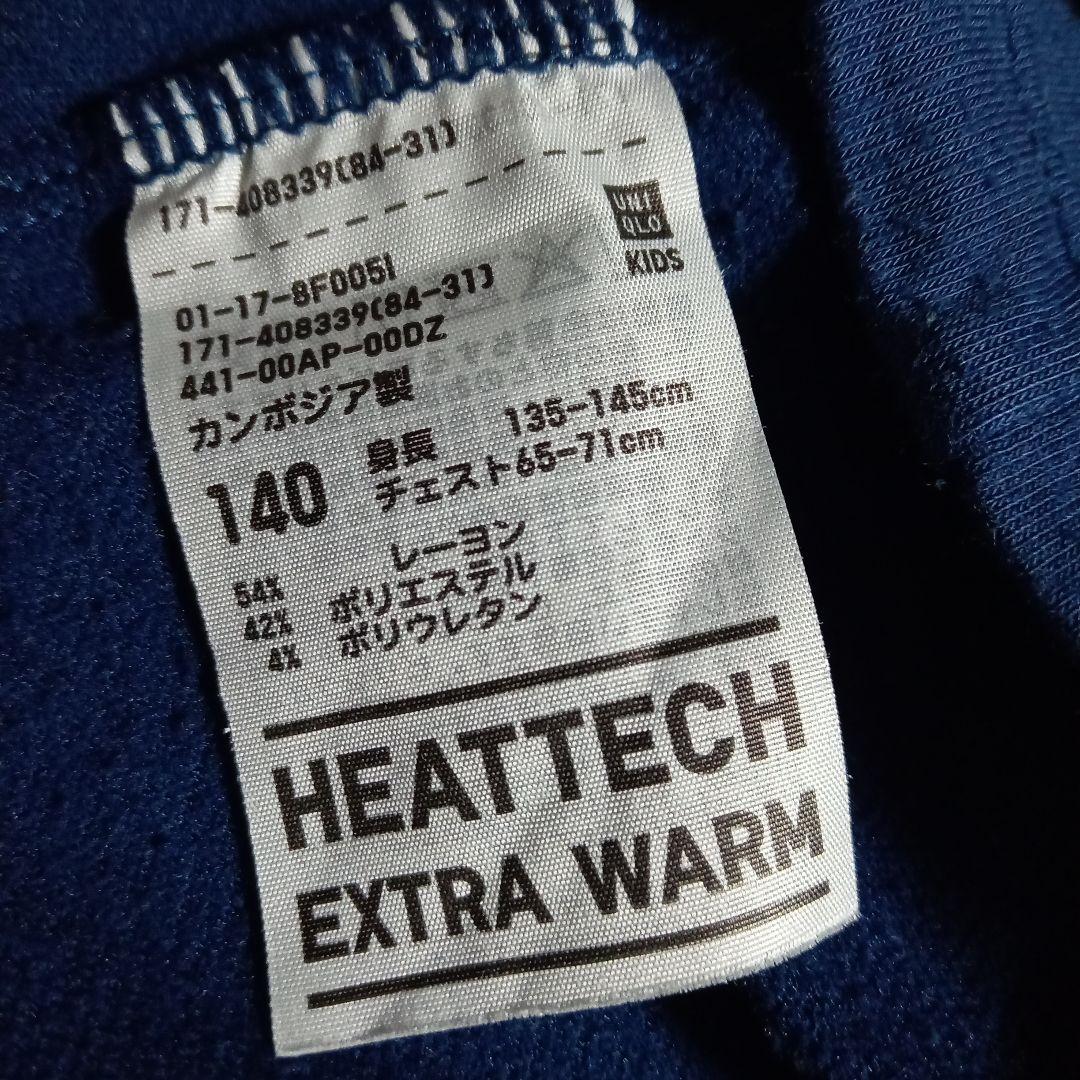 171-408339(84-31)
UNI
QLO
KIDS
01-17-8F005I
171-408339(84-31)
441-00AP-00DZ
カンボジア製
140 身長 135-145cm
チェスト65-71cm
54% レーヨン
42% ポリエステル
4% ポリウレタン
HEATTECH
EXTRA WARM